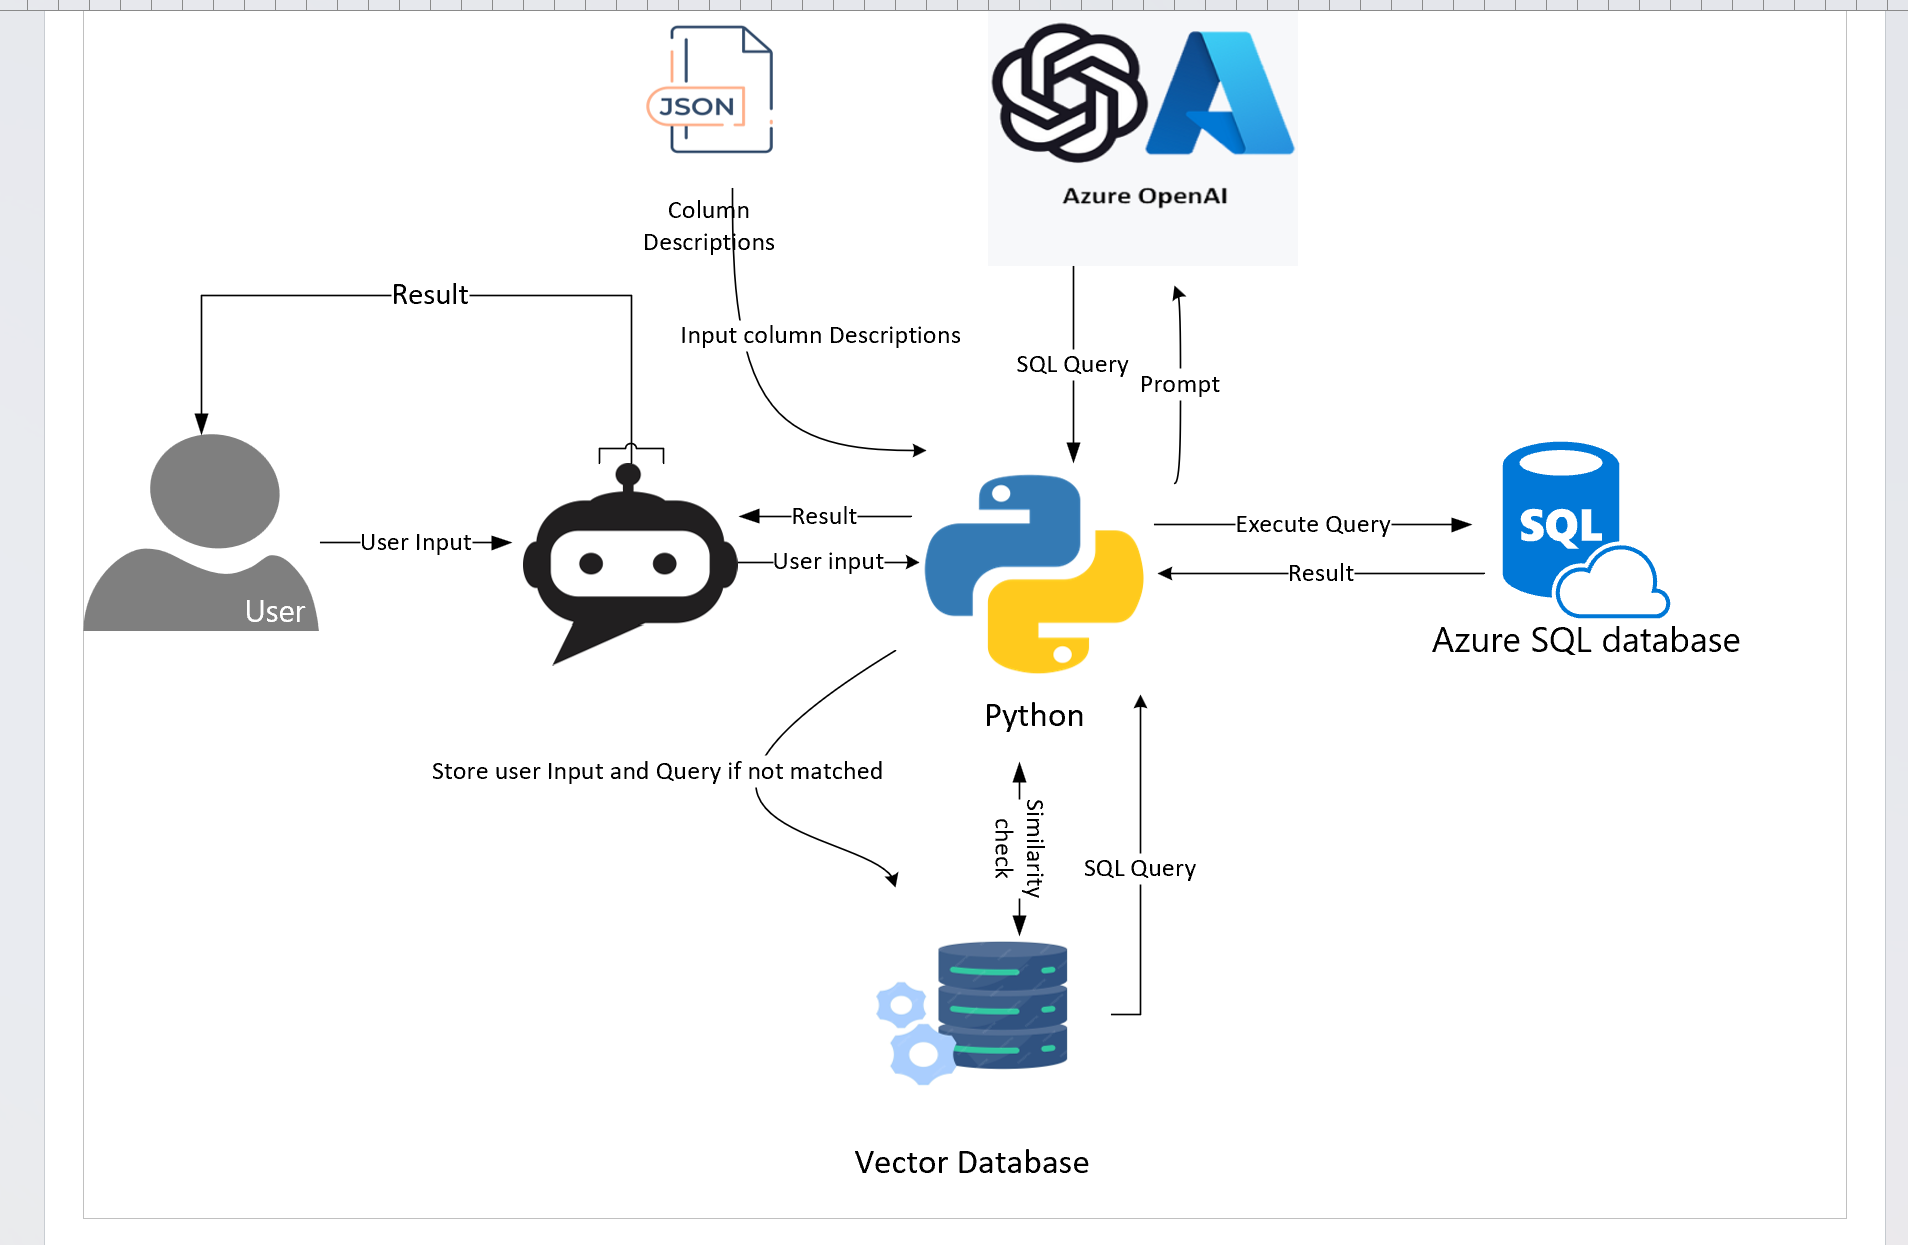 JSON
Azure OpenAI
Column
Descriptions
Result
Input column Descriptions
SQL Query
Prompt
User Input
User
Result
User input
Execute Query
Result
SQL
Azure SQL database
Python
Store user Input and Query if not matched
Similarity
check
SQL Query
Vector Database